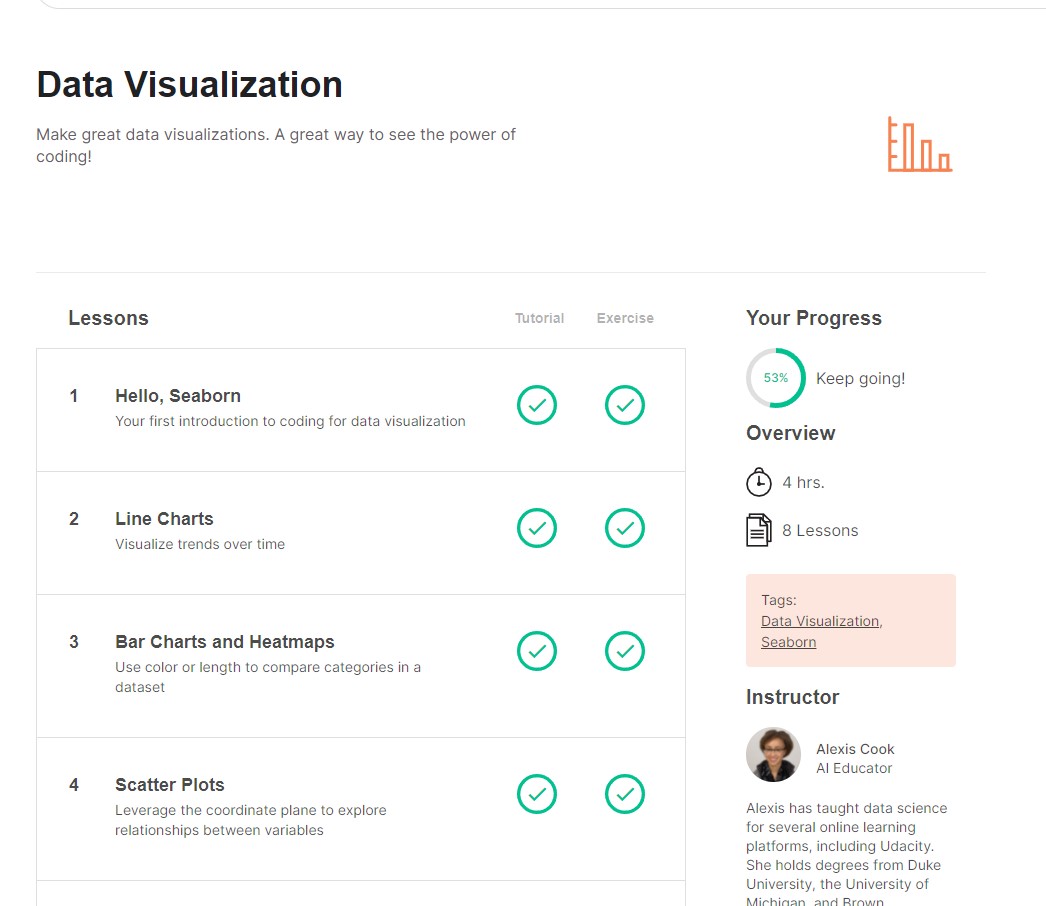 Data Visualization
Make great data visualizations. A great way to see the power of
coding!
Lessons
Tutorial
Exercise
1
Hello, Seaborn
Your first introduction to coding for data visualization
2
Line Charts
Visualize trends over time
3
Bar Charts and Heatmaps
Use color or length to compare categories in a
dataset
4
Scatter Plots
Leverage the coordinate plane to explore
relationships between variables
Your Progress
53%
Keep going!
Overview
4 hrs.
8 Lessons
Tags:
Data Visualization,
Seaborn
Instructor
Alexis Cook
AI Educator
Alexis has taught data science
for several online learning
platforms, including Udacity.
She holds degrees from Duke
University, the University of
Michigan, and Brown